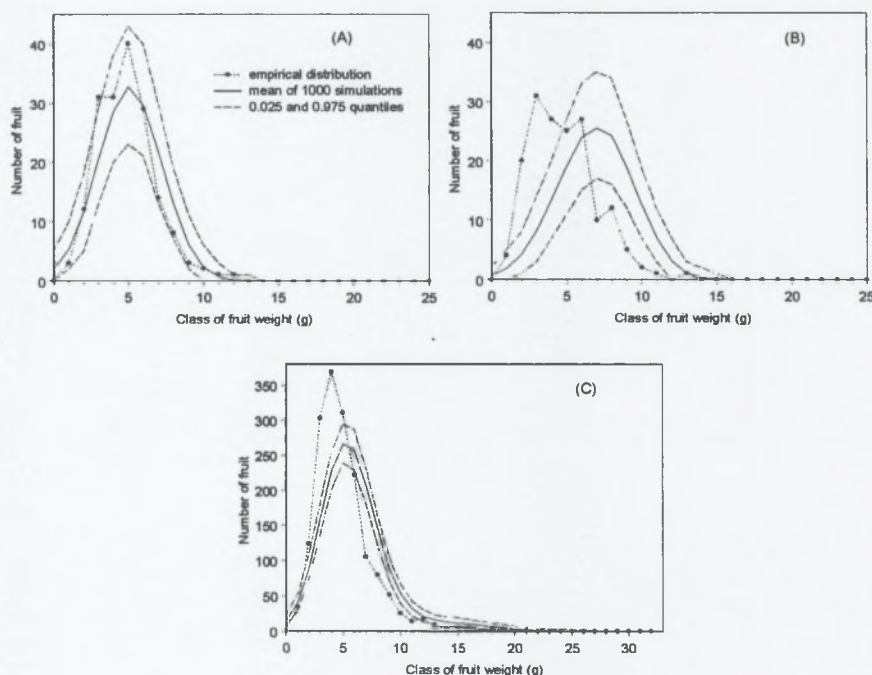 (A)
empirical distribution
mean of 1000 simulations
0.025 and 0.975 quantiles
Number of fruit
40
30
20
10
0
0 5 10 15 20 25
Class of fruit weight (g)
(B)
Number of fruit
40
30
20
10
0
0 5 10 15 20 25
Class of fruit weight (g)
(C)
Number of fruit
350
300
250
200
150
100
50
0
0 5 10 15 20 25 30
Class of fruit weight (g)